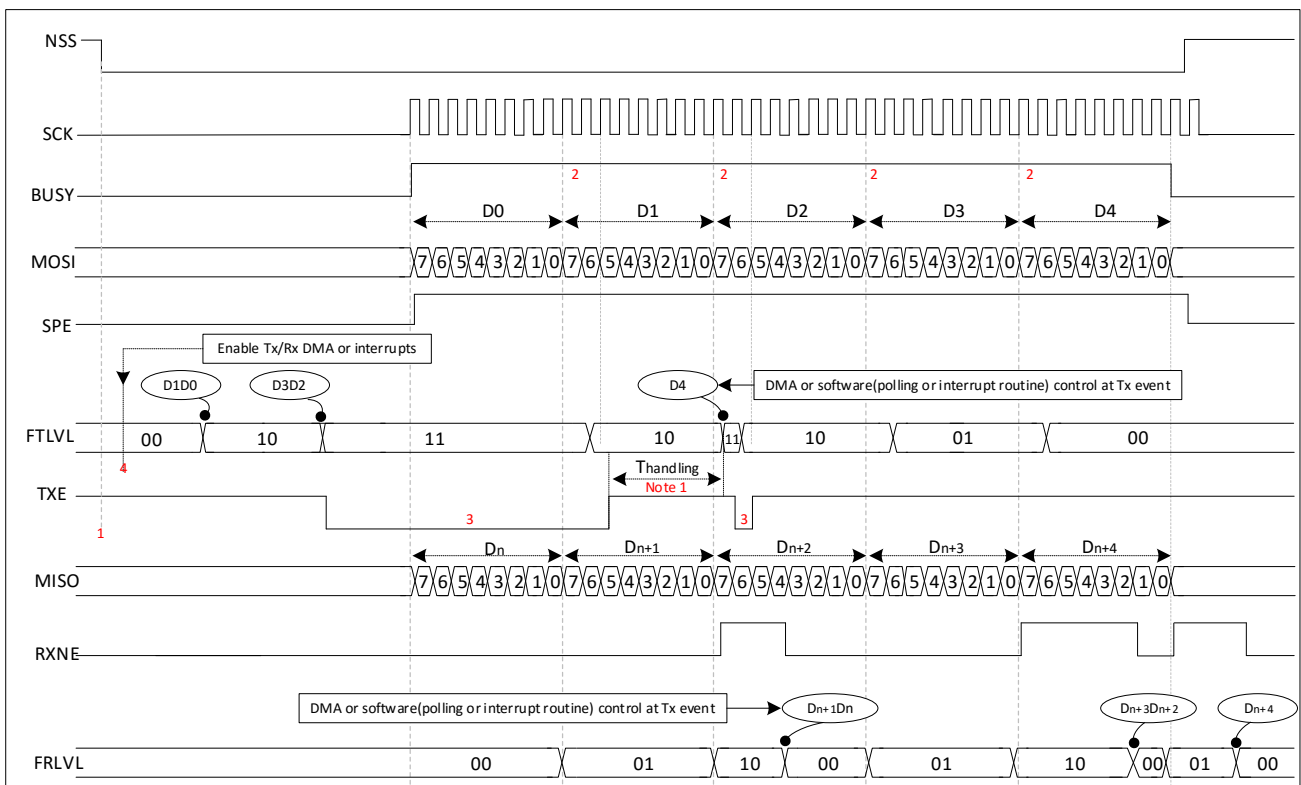 NSS
SCK
2 2 2 2
BUSY
D0 D1 D2 D3 D4
MOSI 7 6 5 4 3 2 1 0 7 6 5 4 3 2 1 0 7 6 5 4 3 2 1 0 7 6 5 4 3 2 1 0 7 6 5 4 3 2 1 0
SPE
Enable Tx/Rx DMA or interrupts
D1D0 D3D2 D4 DMA or software(polling or interrupt routine) control at Tx event
FTLVL 00 10 11 10 11 10 01 00
4 Thandling
TXE Note 1
1 3 3
Dn Dn+1 Dn+2 Dn+3 Dn+4
MISO 7 6 5 4 3 2 1 0 7 6 5 4 3 2 1 0 7 6 5 4 3 2 1 0 7 6 5 4 3 2 1 0 7 6 5 4 3 2 1 0
RXNE
DMA or software(polling or interrupt routine) control at Tx event Dn+1Dn Dn+3Dn+2 Dn+4
FRLVL 00 01 10 00 01 10 00 01 00